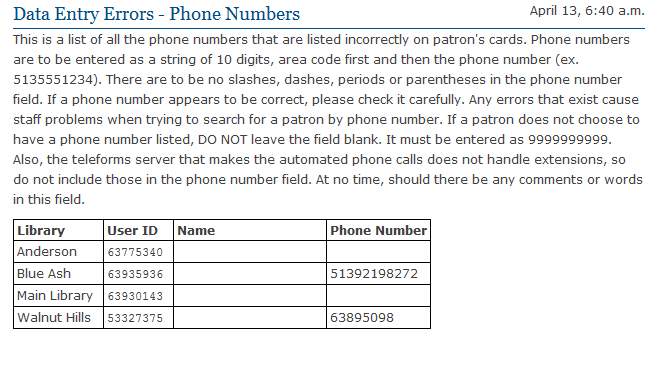 Data Entry Errors - Phone Numbers April 13, 6:40 a.m.
This is a list of all the phone numbers that are listed incorrectly on patron's cards. Phone numbers
are to be entered as a string of 10 digits, area code first and then the phone number (ex.
5135551234). There are to be no slashes, dashes, periods or parentheses in the phone number
field. If a phone number appears to be correct, please check it carefully. Any errors that exist cause
staff problems when trying to search for a patron by phone number. If a patron does not choose to
have a phone number listed, DO NOT leave the field blank. It must be entered as 9999999999.
Also, the teleforms server that makes the automated phone calls does not handle extensions, so
do not include those in the phone number field. At no time, should there be any comments or words
in this field.
Library User ID Name Phone Number
Anderson 63775340
Blue Ash 63935936 51392198272
Main Library 63930143
Walnut Hills 53327375 63895098